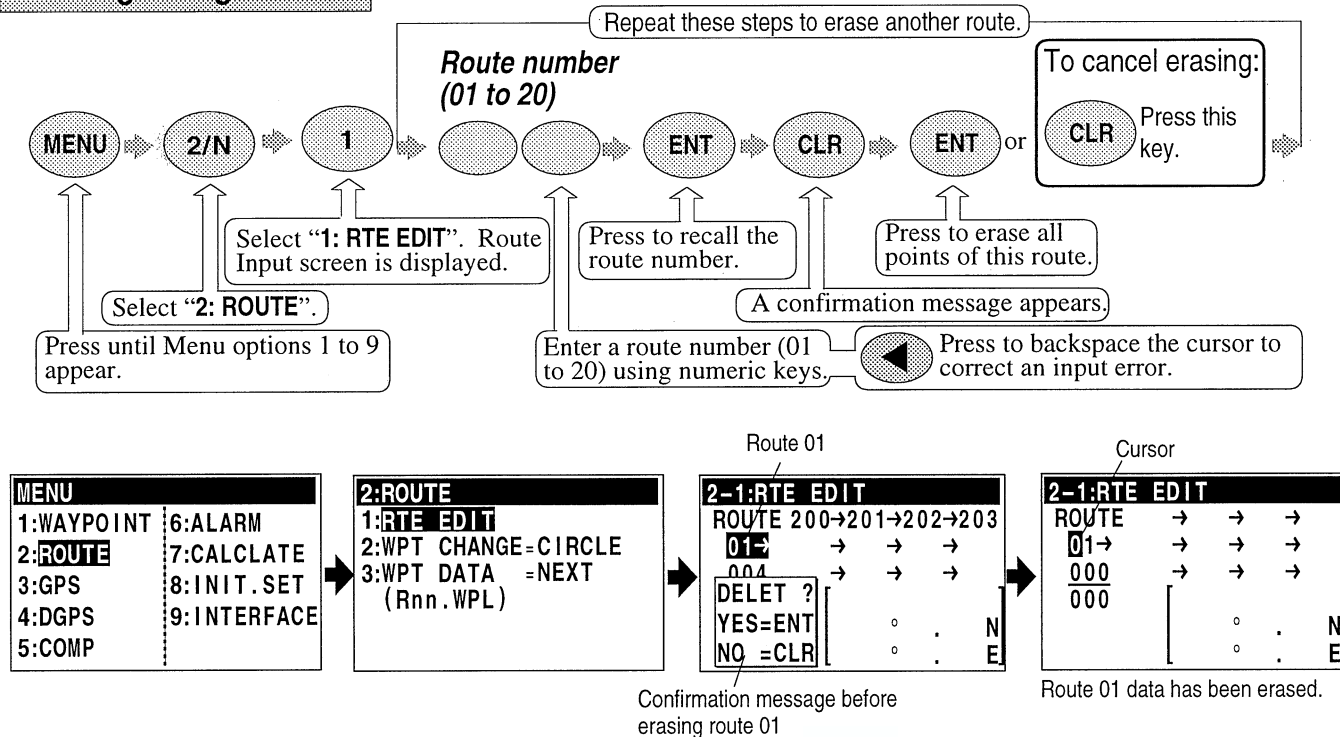 Repeat these steps to erase another route.
Route number
(01 to 20)
To cancel erasing:
MENU
2/N
1
ENT
CLR
ENT
or
CLR
Press this
key.
Select “1: RTE EDIT”. Route
Input screen is displayed.
Press to recall the
route number.
Press to erase all
points of this route.
Select “2: ROUTE”.
A confirmation message appears.
Press until Menu options 1 to 9
appear.
Enter a route number (01
to 20) using numeric keys.
Press to backspace the cursor to
correct an input error.
Route 01
Cursor
MENU
1:WAYPOINT 6:ALARM
2:ROUTE 7:CALCLATE
3:GPS 8:INIT.SET
4:DGPS 9:INTERFACE
5:COMP
2:ROUTE
1:RTE EDIT
2:WPT CHANGE=CIRCLE
3:WPT DATA =NEXT
(Rnn.WPL)
2-1:RTE EDIT
ROUTE 200→201→202→203
01→ → → →
004 → → →
DELET ?
YES=ENT ° . N
NO =CLR ° . E
Confirmation message before
erasing route 01
2-1:RTE EDIT
ROUTE → → →
01→ → → →
000 → → →
000
° . N
° . E
Route 01 data has been erased.